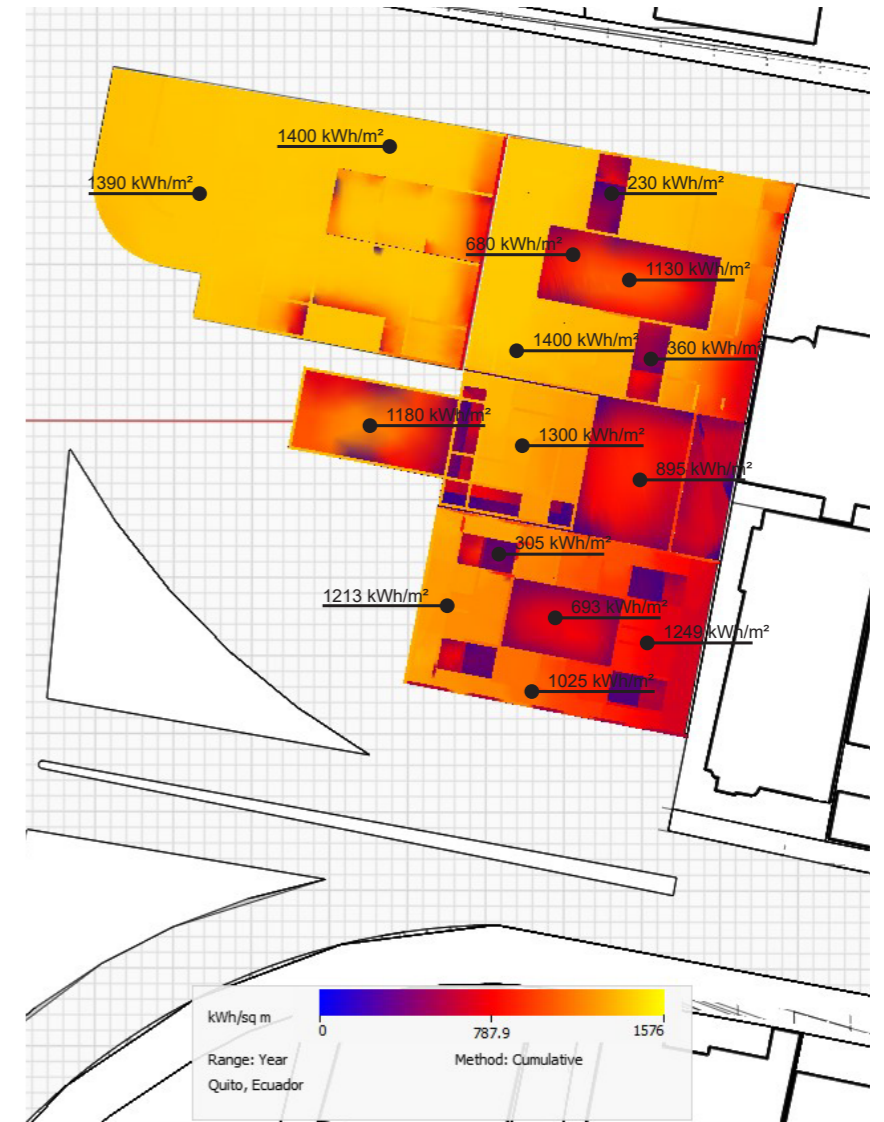 1400 kWh/m²
1390 kWh/m²
230 kWh/m²
680 kWh/m²
1130 kWh/m²
1400 kWh/m²
360 kWh/m²
1180 kWh/m²
1300 kWh/m²
895 kWh/m²
305 kWh/m²
1213 kWh/m²
693 kWh/m²
1249 kWh/m²
1025 kWh/m²
kWh/sq m
0 787.9 1576
Range: Year Method: Cumulative
Quito, Ecuador